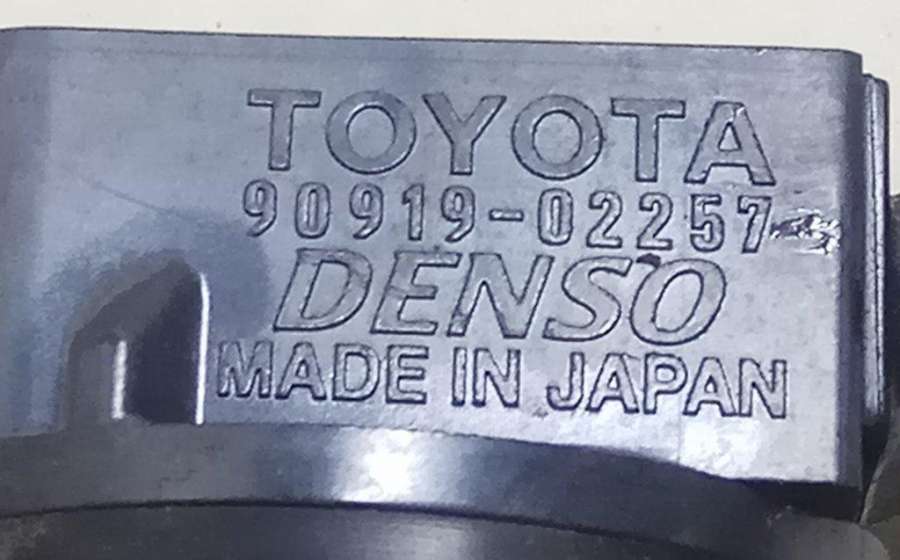 TOYOTA
90919-02257
DENSO
MADE IN JAPAN